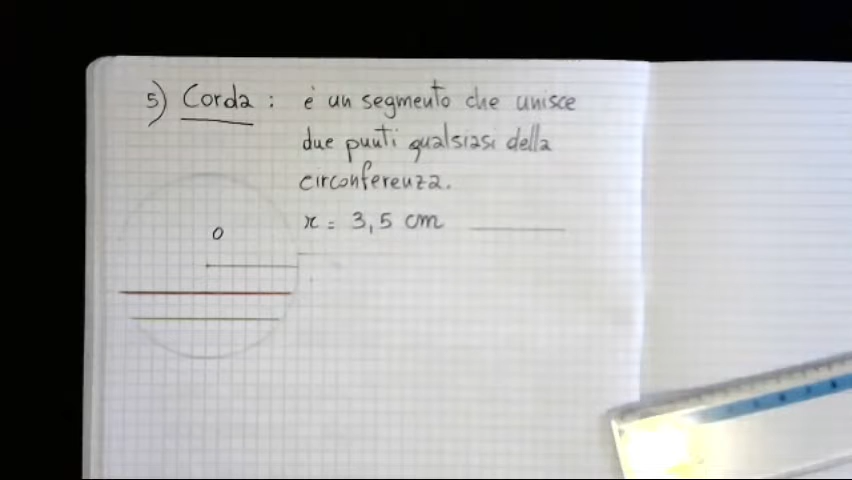 5) Corda : è un segmento che unisce
due punti qualsiasi della
circonferenza.
r = 3,5 cm
O